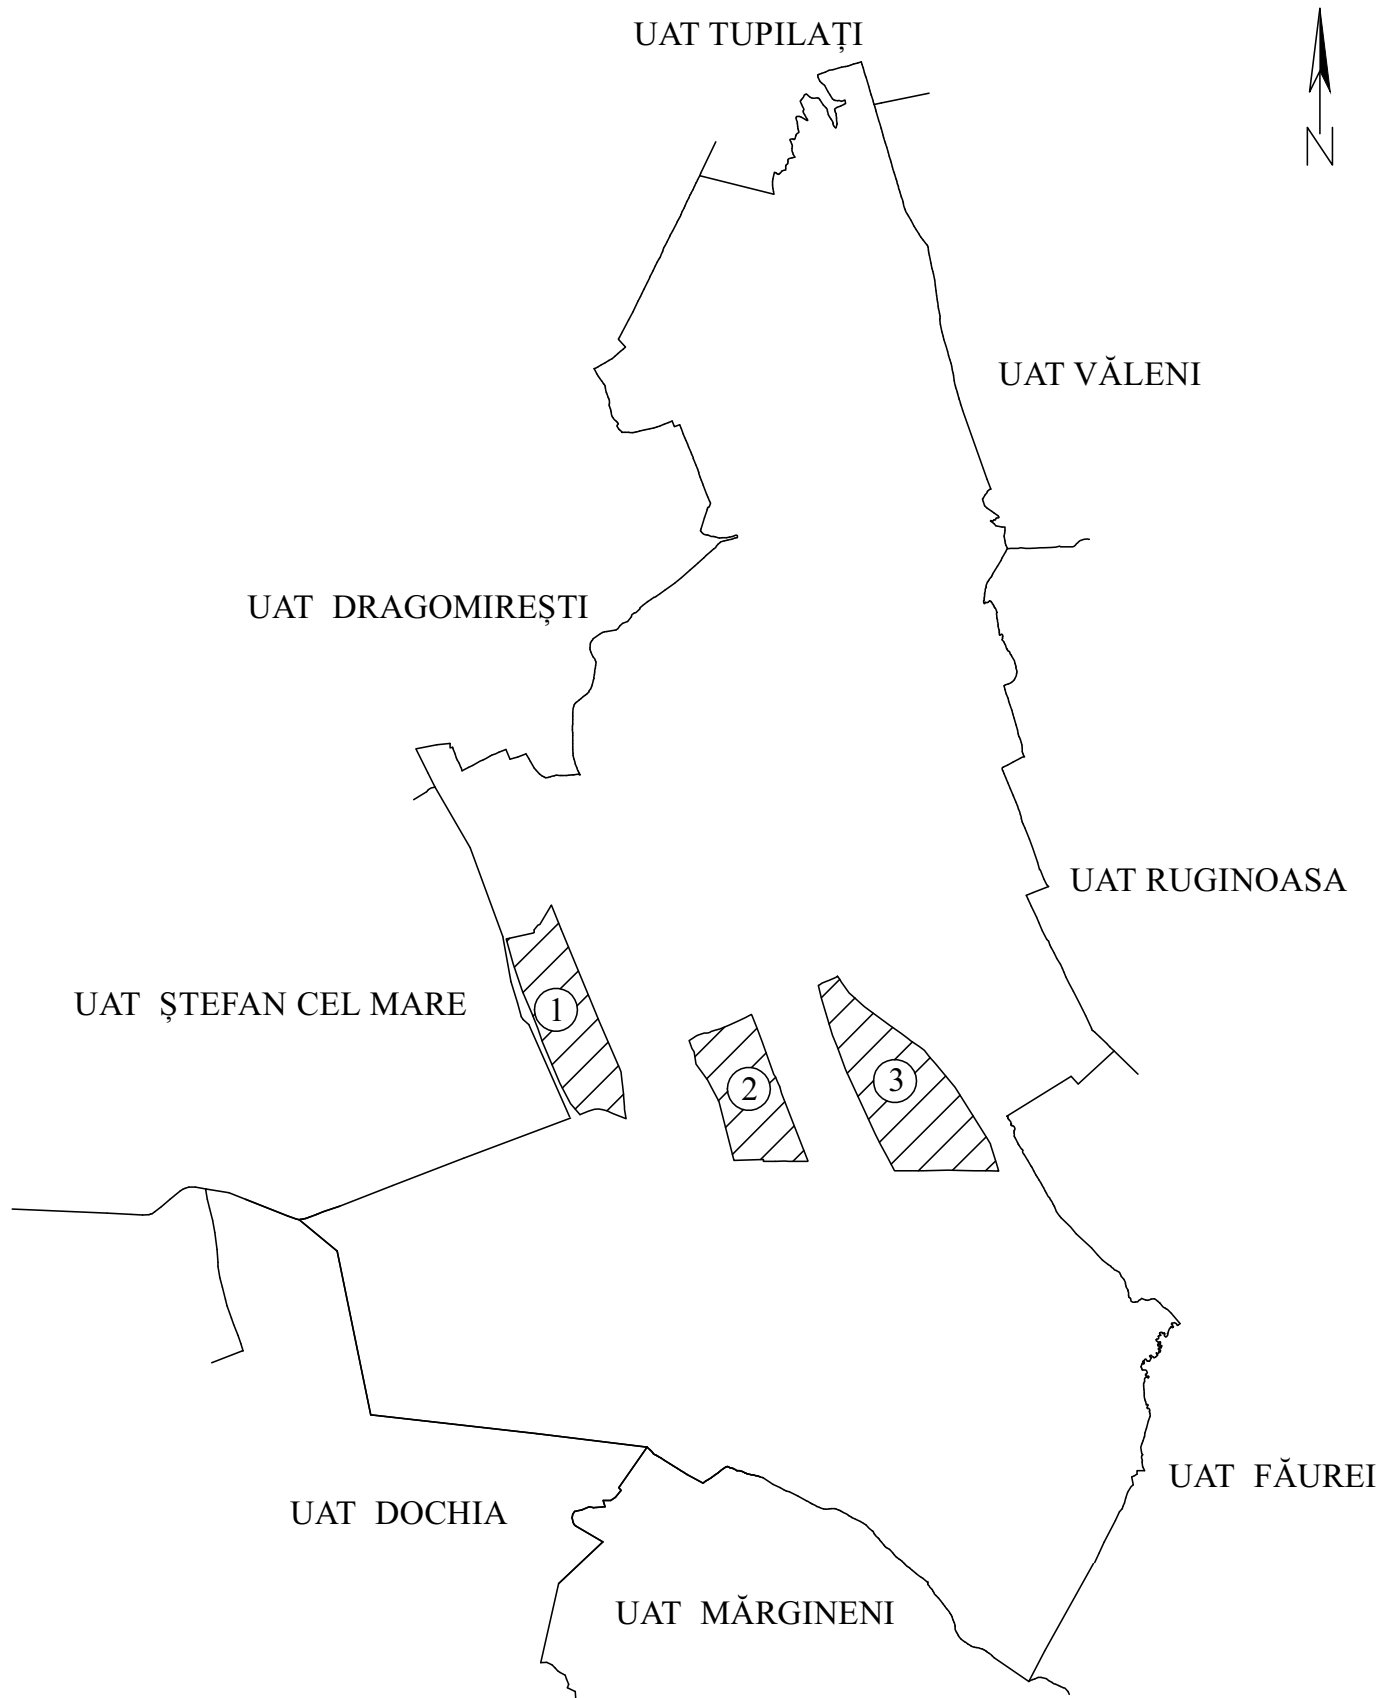 UAT TUPILAȚI
N
UAT VĂLENI
UAT DRAGOMIREȘTI
UAT RUGINOASA
UAT ȘTEFAN CEL MARE
1
2
3
UAT FĂUREI
UAT DOCHIA
UAT MĂRGINENI